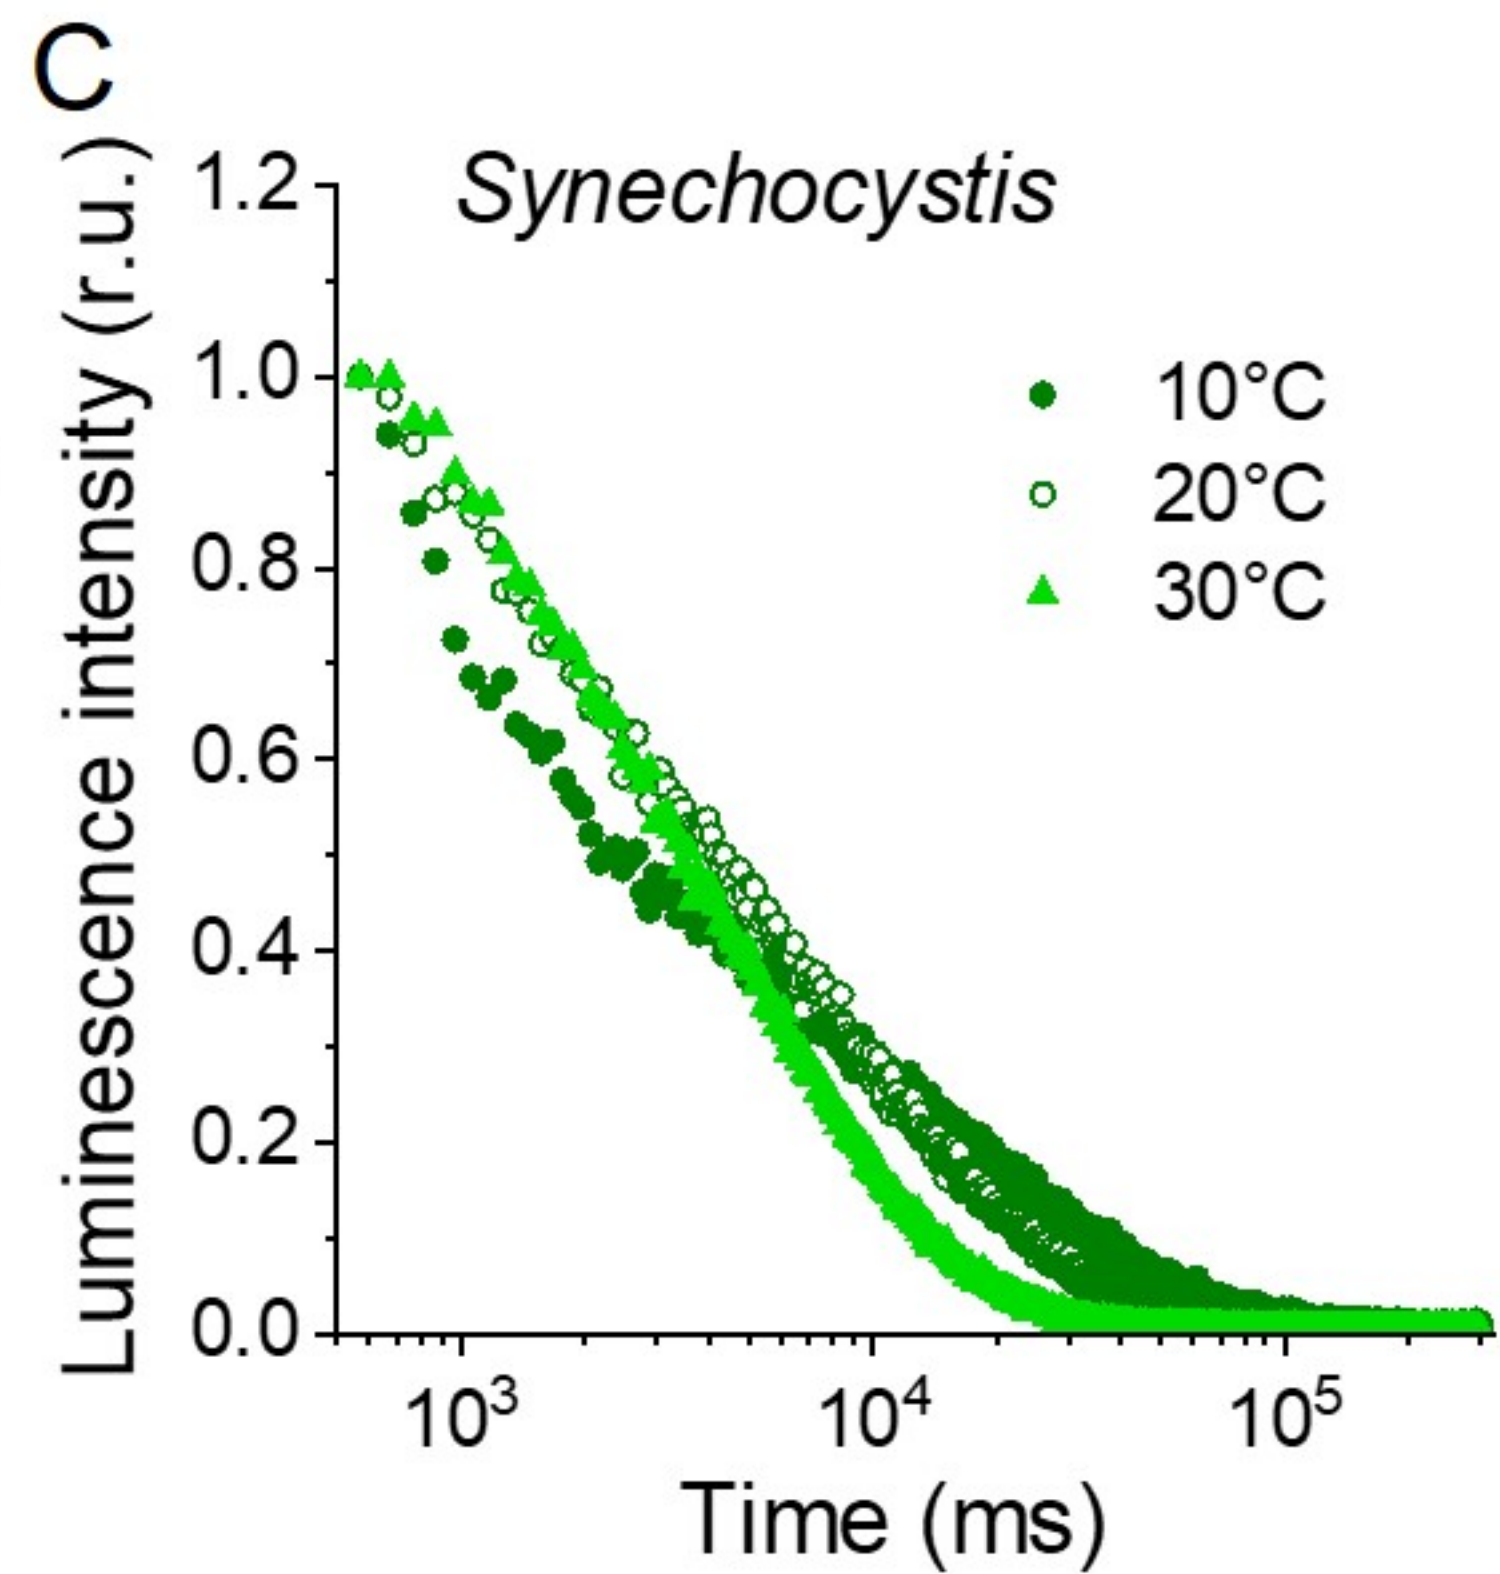 C
Luminescence intensity (r.u.)
Synechocystis
1.2
1.0
0.8
0.6
0.4
0.2
0.0
10°C
20°C
30°C
10³
10⁴
10⁵
Time (ms)